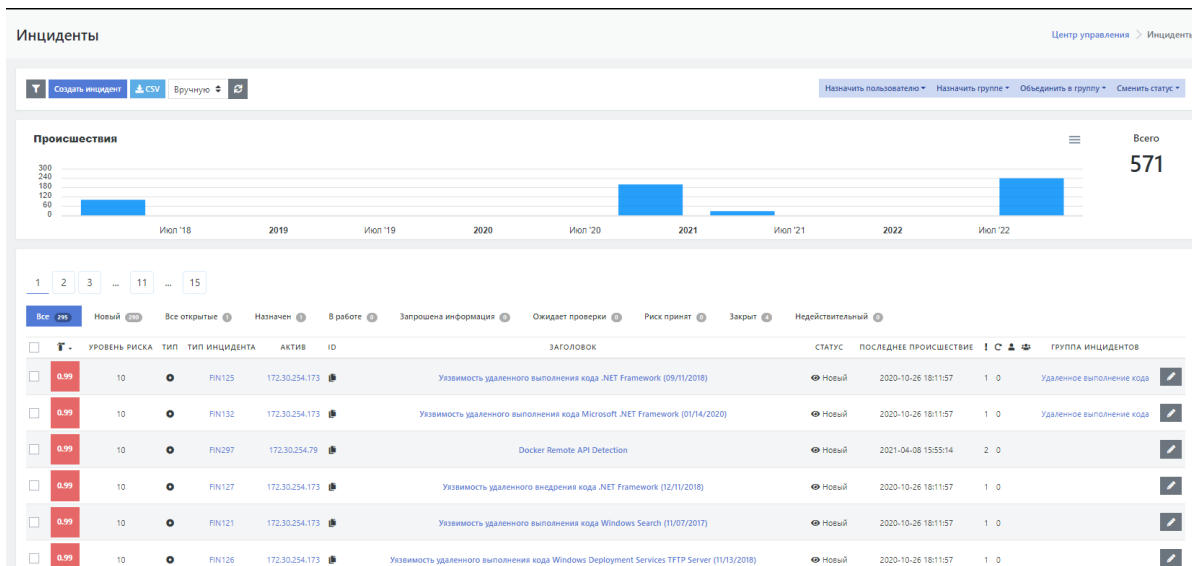 Инциденты
Центр управления > Инциденты
Создать инцидент CSV Вручную Назначить пользователю Назначить группе Объединить в группу Сменить статус
Происшествия
Всего
571
300
240
180
120
60
0
Июл '18 2019 Июл '19 2020 Июл '20 2021 Июл '21 2022 Июл '22
1 2 3 ... 11 ... 15
Все 295 Новый 290 Все открытые 1 Назначен 1 В работе 0 Запрошена информация 0 Ожидает проверки 0 Риск принят 0 Закрыт 4 Недействительный 0
УРОВЕНЬ РИСКА ТИП ТИП ИНЦИДЕНТА АКТИВ ID ЗАГОЛОВОК СТАТУС ПОСЛЕДНЕЕ ПРОИСШЕСТВИЕ ГРУППА ИНЦИДЕНТОВ
0.99 10 FIN125 172.30.254.173 Уязвимость удаленного выполнения кода .NET Framework (09/11/2018) Новый 2020-10-26 18:11:57 1 0 Удаленное выполнение кода
0.99 10 FIN132 172.30.254.173 Уязвимость удаленного выполнения кода Microsoft .NET Framework (01/14/2020) Новый 2020-10-26 18:11:57 1 0 Удаленное выполнение кода
0.99 10 FIN297 172.30.254.79 Docker Remote API Detection Новый 2021-04-08 15:55:14 2 0
0.99 10 FIN127 172.30.254.173 Уязвимость удаленного внедрения кода .NET Framework (12/11/2018) Новый 2020-10-26 18:11:57 1 0
0.99 10 FIN121 172.30.254.173 Уязвимость удаленного выполнения кода Windows Search (11/07/2017) Новый 2020-10-26 18:11:57 1 0
0.99 10 FIN126 172.30.254.173 Уязвимость удаленного выполнения кода Windows Deployment Services TFTP Server (11/13/2018) Новый 2020-10-26 18:11:57 1 0